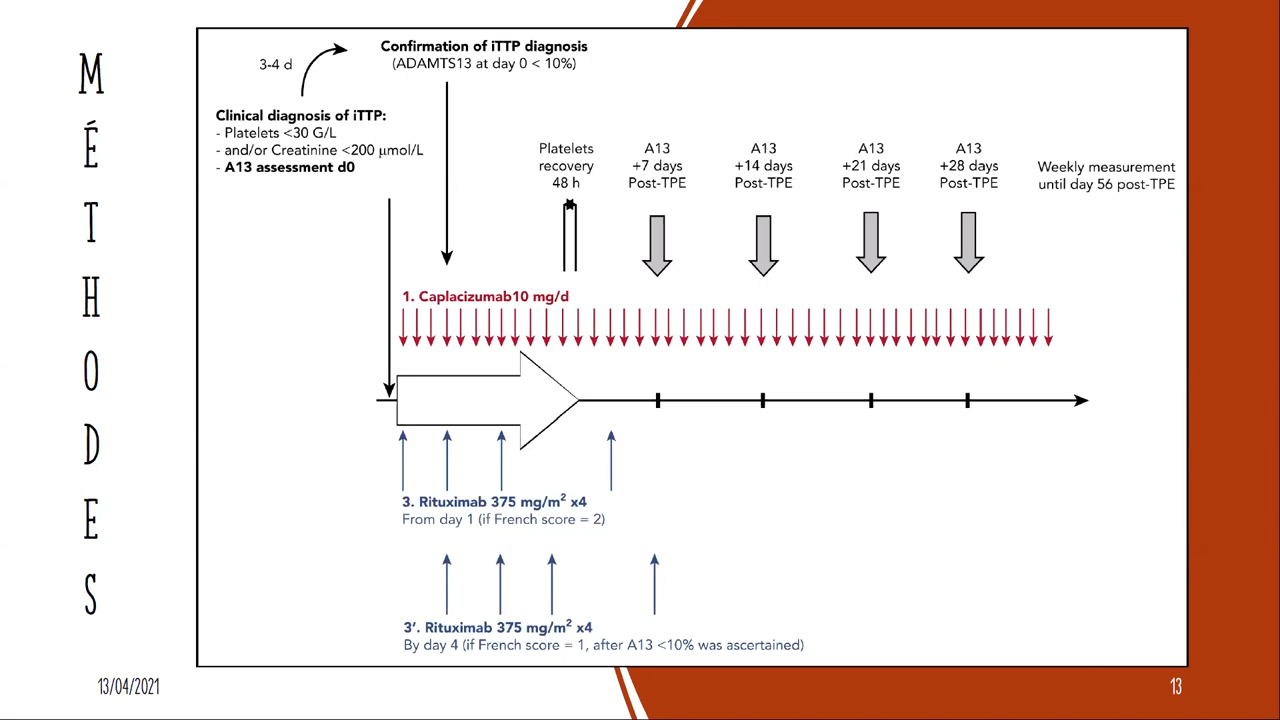 MÉTHODES
3-4 d
Confirmation of iTTP diagnosis
(ADAMTS13 at day 0 < 10%)
Clinical diagnosis of iTTP:
- Platelets <30 G/L
- and/or Creatinine <200 μmol/L
- A13 assessment d0
Platelets
recovery
48 h
A13
+7 days
Post-TPE
A13
+14 days
Post-TPE
A13
+21 days
Post-TPE
A13
+28 days
Post-TPE
Weekly measurement
until day 56 post-TPE
1. Caplacizumab10 mg/d
3. Rituximab 375 mg/m² x4
From day 1 (if French score = 2)
3'. Rituximab 375 mg/m² x4
By day 4 (if French score = 1, after A13 <10% was ascertained)
13/04/2021
13